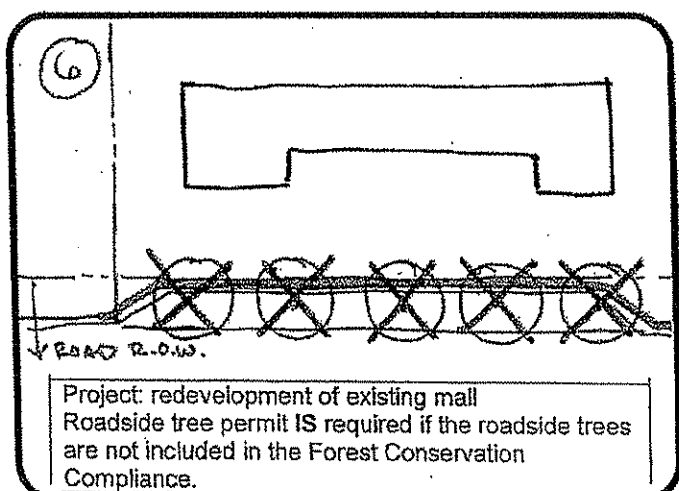 6
ROAD R.O.W.
Project: redevelopment of existing mall
Roadside tree permit IS required if the roadside trees
are not included in the Forest Conservation
Compliance.